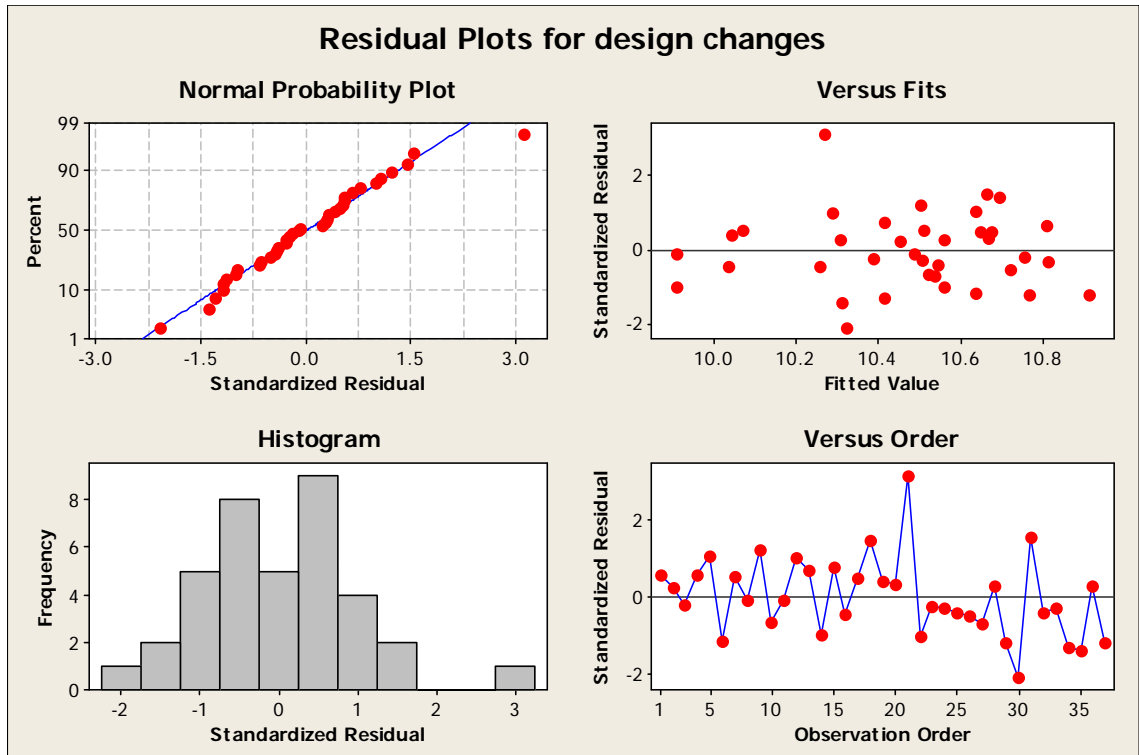 Residual Plots for design changes
Normal Probability Plot
99
90
50
10
1
Percent
-3.0 -1.5 0.0 1.5 3.0
Standardized Residual
Versus Fits
2
0
-2
Standardized Residual
10.0 10.2 10.4 10.6 10.8
Fitted Value
Histogram
8
6
4
2
0
Frequency
-2 -1 0 1 2 3
Standardized Residual
Versus Order
2
0
-2
Standardized Residual
1 5 10 15 20 25 30 35
Observation Order